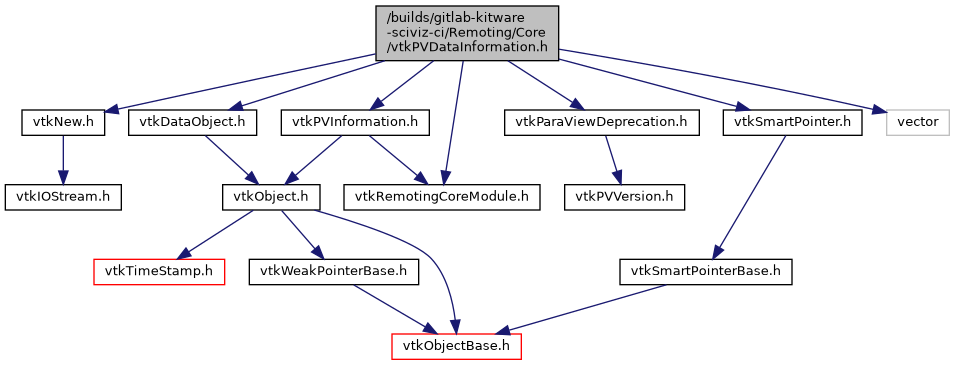 /builds/gitlab-kitware
-sciviz-ci/Remoting/Core
/vtkPVDataInformation.h
vtkNew.h
vtkDataObject.h
vtkPVInformation.h
vtkParaViewDeprecation.h
vtkSmartPointer.h
vector
vtkIOStream.h
vtkObject.h
vtkRemotingCoreModule.h
vtkPVVersion.h
vtkTimeStamp.h
vtkWeakPointerBase.h
vtkSmartPointerBase.h
vtkObjectBase.h